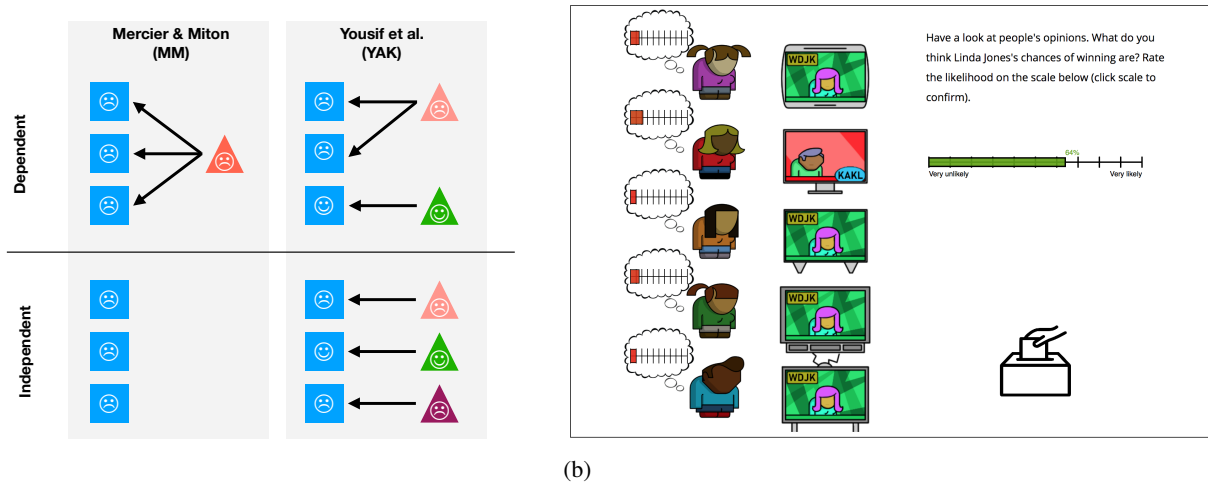 Mercier & Miton
(MM)
Yousif et al.
(YAK)
Dependent
Independent
Have a look at people's opinions. What do you
think Linda Jones's chances of winning are? Rate
the likelihood on the scale below (click scale to
confirm).
64%
Very unlikely
Very likely
WDJK
KAKL
WDJK
WDJK
WDJK
(b)